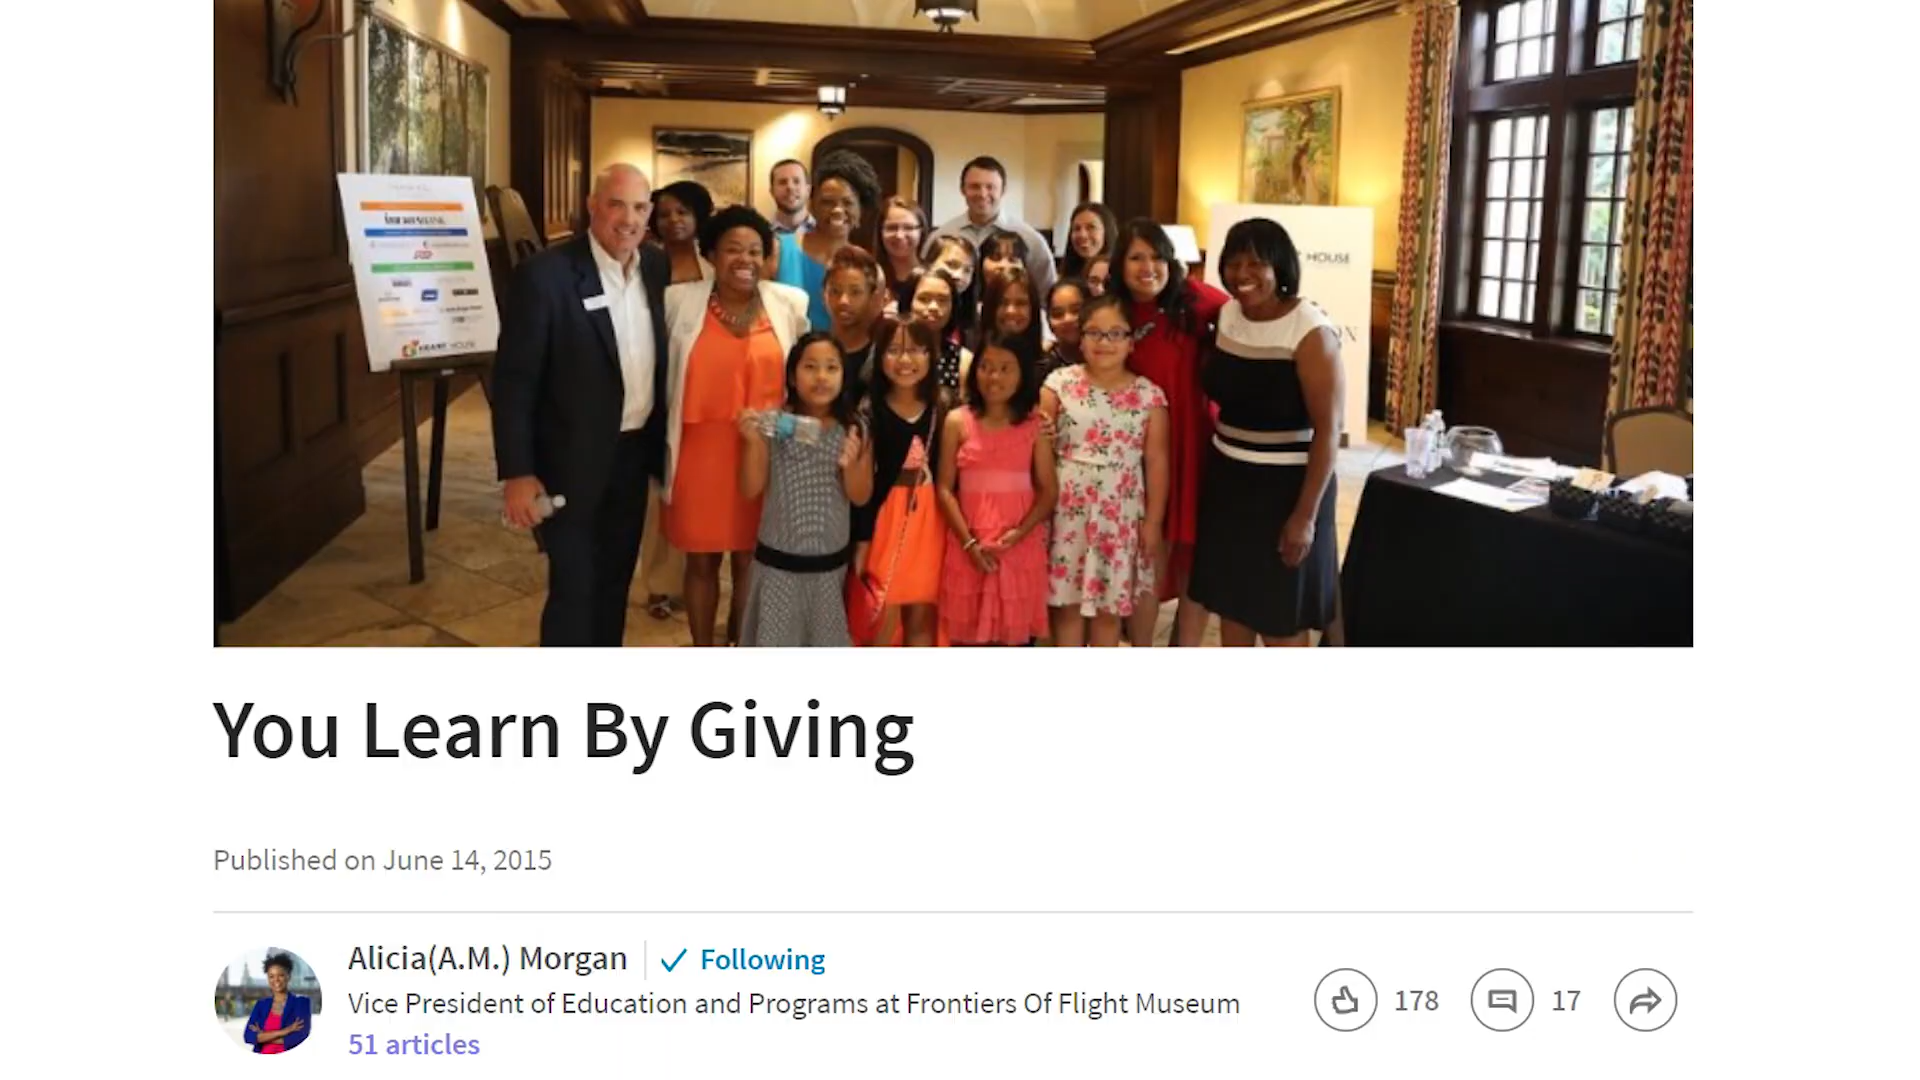 HOUSE
You Learn By Giving
Published on June 14, 2015
Alicia(A.M.) Morgan
Following
Vice President of Education and Programs at Frontiers Of Flight Museum
178
17
51 articles